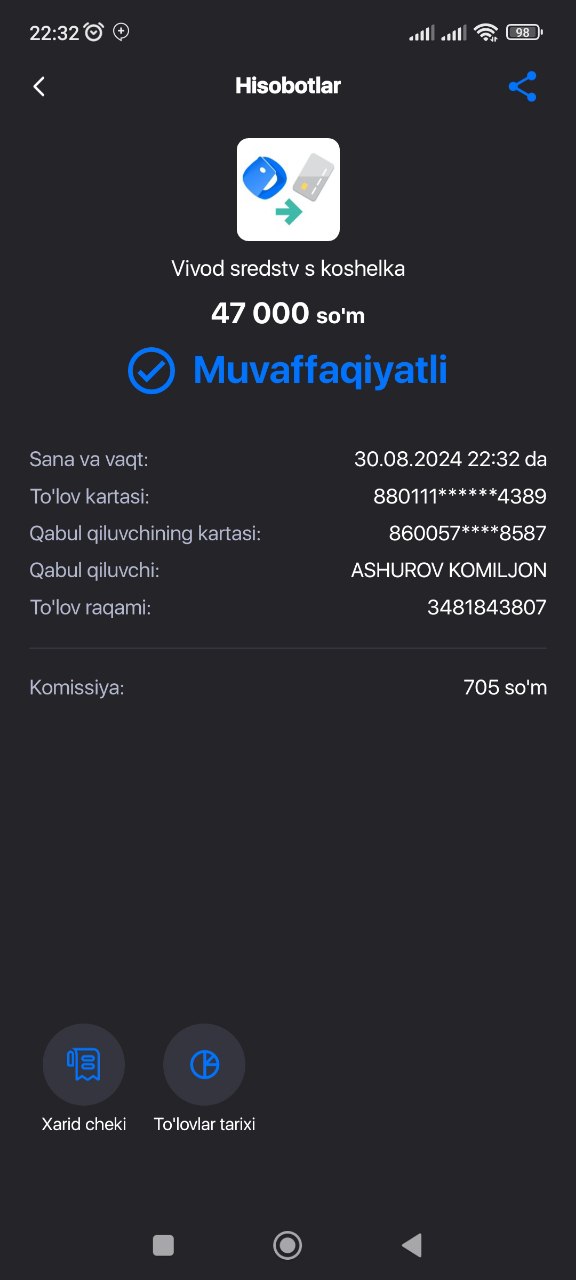 22:32 98
Hisobotlar
Vivod sredstv s koshelka
47 000 so'm
Muvaffaqiyatli
Sana va vaqt: 30.08.2024 22:32 da
To'lov kartasi: 880111******4389
Qabul qiluvchining kartasi: 860057****8587
Qabul qiluvchi: ASHUROV KOMILJON
To'lov raqami: 3481843807
Komissiya: 705 so'm
Xarid cheki To'lovlar tarixi